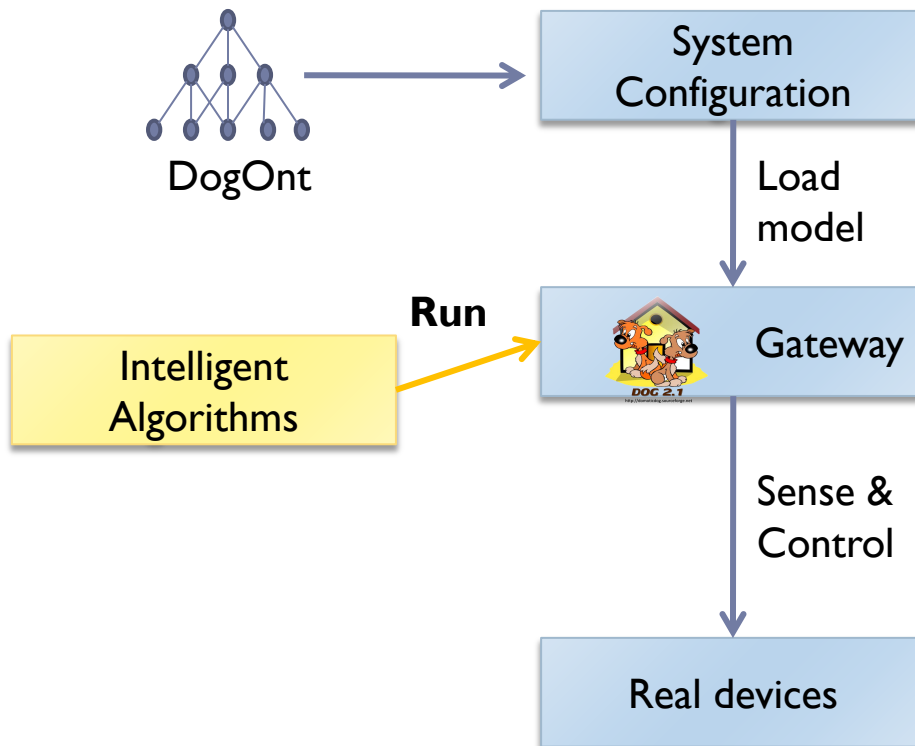 System
Configuration
DogOnt
Load
model
Run
Gateway
Intelligent
Algorithms
DOG 2.1
Sense &
Control
Real devices